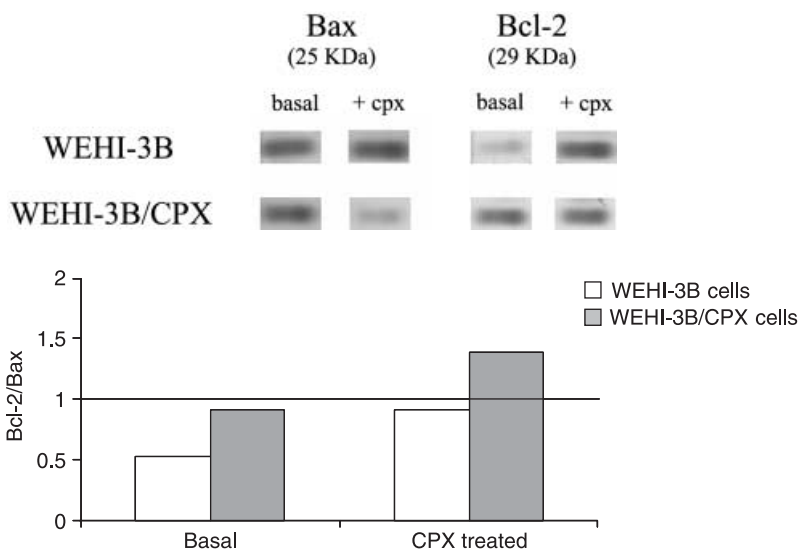 Bax Bcl-2
(25 KDa) (29 KDa)
basal + cpx basal + cpx
WEHI-3B
WEHI-3B/CPX
2
1.5
1
0.5
0
Bcl-2/Bax
Basal CPX treated
WEHI-3B cells
WEHI-3B/CPX cells